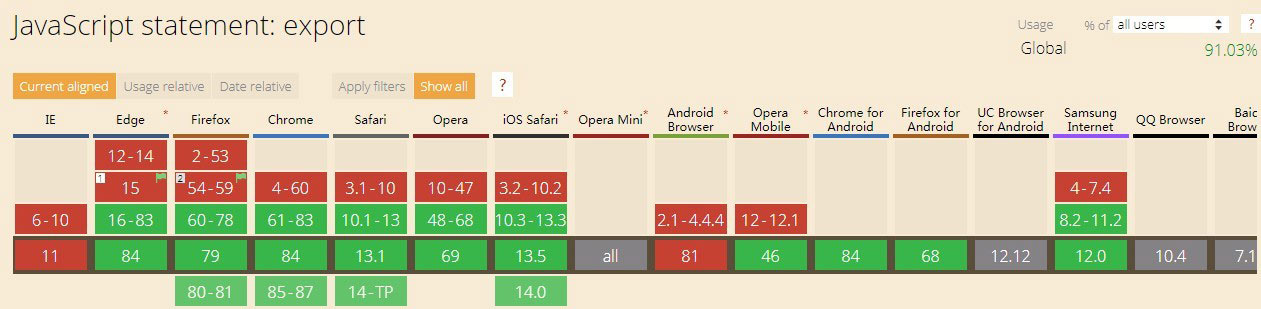 JavaScript statement: export
Usage % of all users ?
Global 91.03%
Current aligned Usage relative Date relative Apply filters Show all ?
IE Edge * Firefox Chrome Safari Opera iOS Safari * Opera Mini * Android Browser * Opera Mobile * Chrome for Android Firefox for Android UC Browser for Android Samsung Internet QQ Browser Baid Brow
12-14 2-53
1 15 2 54-59 4-60 3.1-10 10-47 3.2-10.2 4-7.4
6-10 16-83 60-78 61-83 10.1-13 48-68 10.3-13.3 2.1-4.4.4 12-12.1 8.2-11.2
11 84 79 84 13.1 69 13.5 all 81 46 84 68 12.12 12.0 10.4 7.1
80-81 85-87 14-TP 14.0